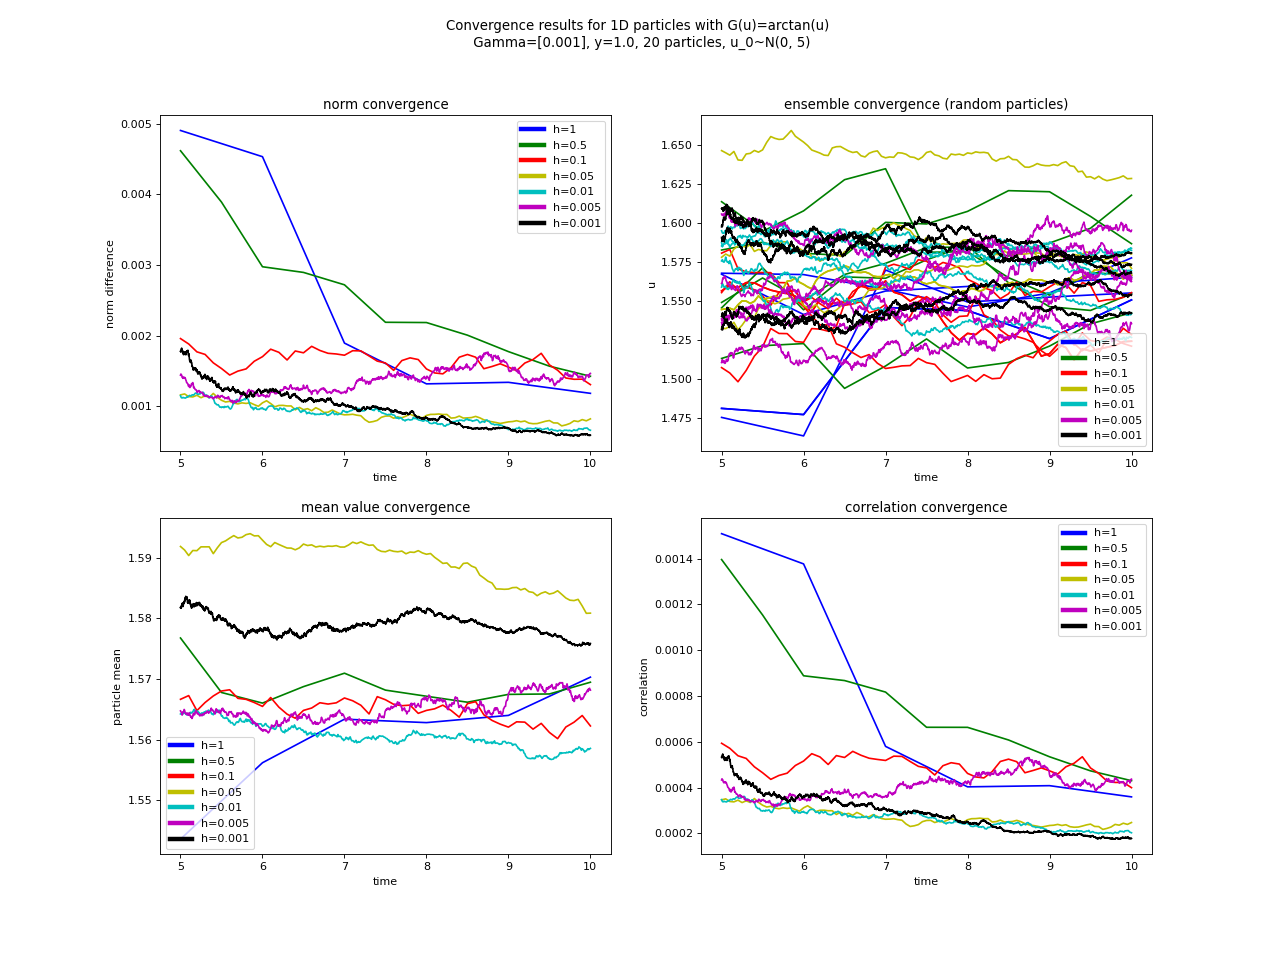 Convergence results for 1D particles with G(u)=arctan(u)
Gamma=[0.001], y=1.0, 20 particles, u_0~N(0, 5)
norm convergence
norm difference
0.005
0.004
0.003
0.002
0.001
h=1
h=0.5
h=0.1
h=0.05
h=0.01
h=0.005
h=0.001
5
6
7
8
9
10
time
ensemble convergence (random particles)
u
1.650
1.625
1.600
1.575
1.550
1.525
1.500
1.475
h=1
h=0.5
h=0.1
h=0.05
h=0.01
h=0.005
h=0.001
5
6
7
8
9
10
time
mean value convergence
particle mean
1.59
1.58
1.57
1.56
1.55
h=1
h=0.5
h=0.1
h=0.05
h=0.01
h=0.005
h=0.001
5
6
7
8
9
10
time
correlation convergence
correlation
0.0014
0.0012
0.0010
0.0008
0.0006
0.0004
0.0002
h=1
h=0.5
h=0.1
h=0.05
h=0.01
h=0.005
h=0.001
5
6
7
8
9
10
time